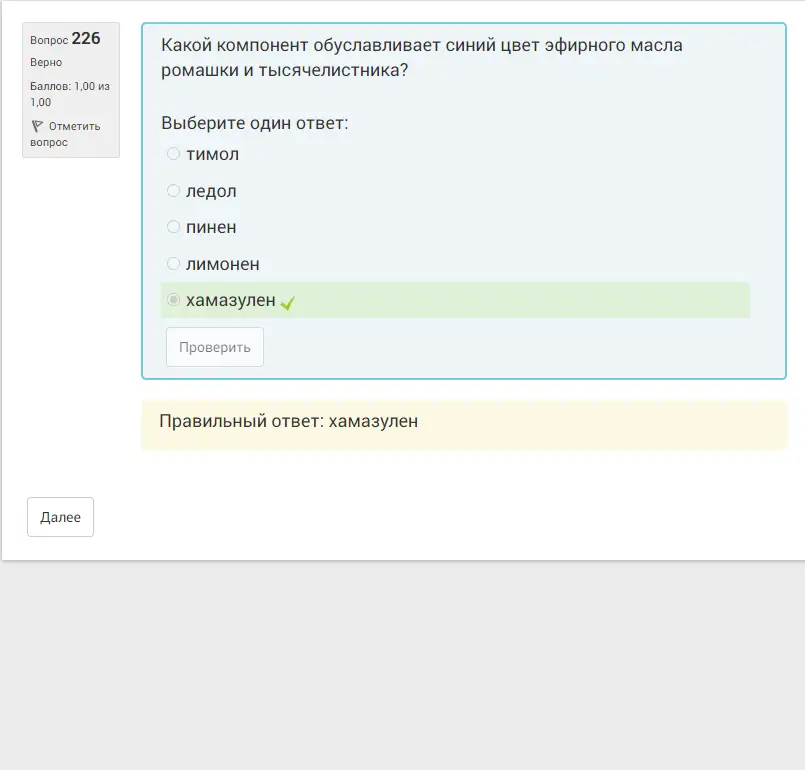 Вопрос 226
Верно
Баллов: 1,00 из
1,00
Отметить
вопрос
Какой компонент обуславливает синий цвет эфирного масла
ромашки и тысячелистника?
Выберите один ответ:
тимол
ледол
пинен
лимонен
хамазулен
Проверить
Правильный ответ: хамазулен
Далее